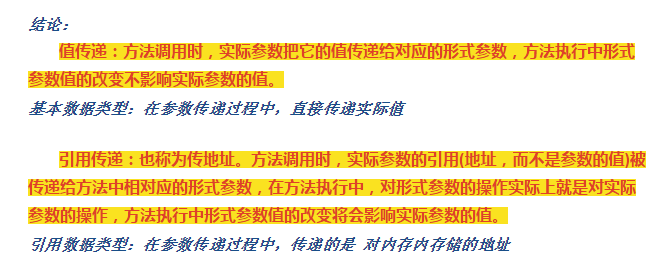 结论：
值传递：方法调用时，实际参数把它的值传递给对应的形式参数，方法执行中形式
参数值的改变不影响实际参数的值。
基本数据类型：在参数传递过程中，直接传递实际值
引用传递：也称为传地址。方法调用时，实际参数的引用(地址，而不是参数的值)被
传递给方法中相对应的形式参数，在方法执行中，对形式参数的操作实际上就是对实际
参数的操作，方法执行中形式参数值的改变将会影响实际参数的值。
引用数据类型：在参数传递过程中，传递的是 对内存内存储的地址